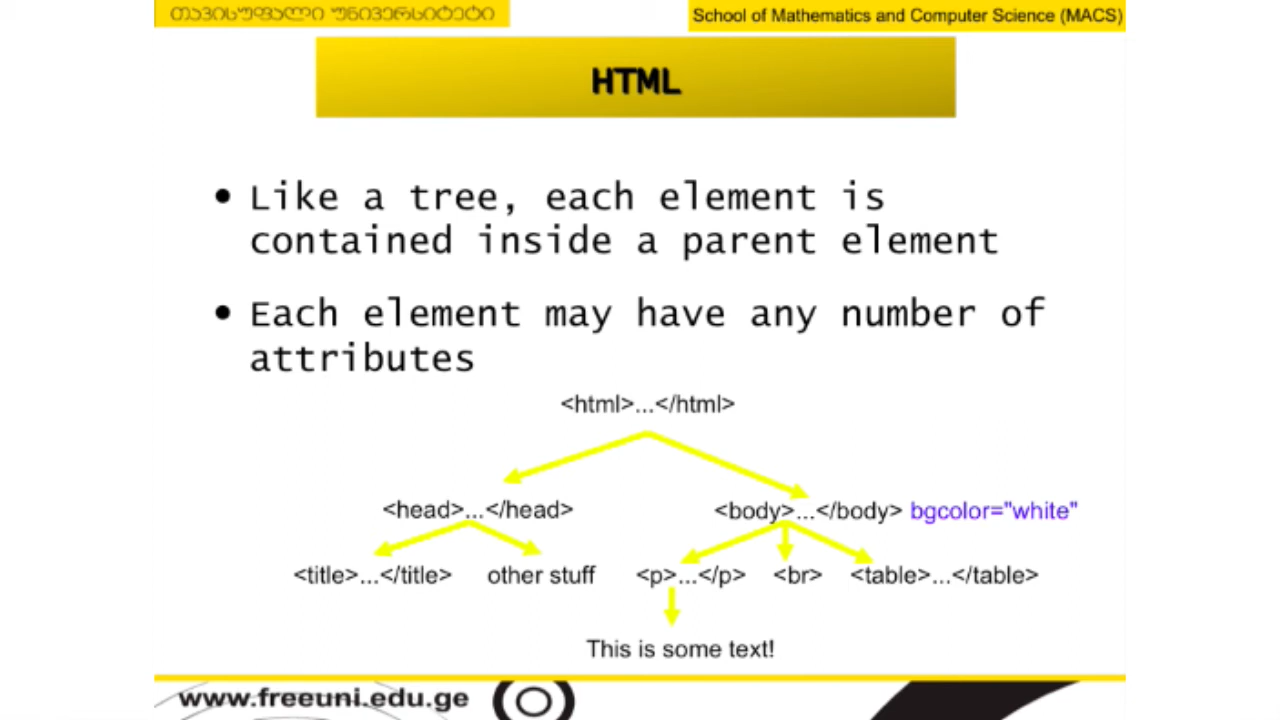 თავისუფალი უნივერსიტეტი
School of Mathematics and Computer Science (MACS)
HTML
• Like a tree, each element is
contained inside a parent element
• Each element may have any number of
attributes
<html>...</html>
<head>...</head>
<body>...</body> bgcolor="white"
<title>...</title>
other stuff
<p>...</p>
<br>
<table>...</table>
This is some text!
www.freeuni.edu.ge